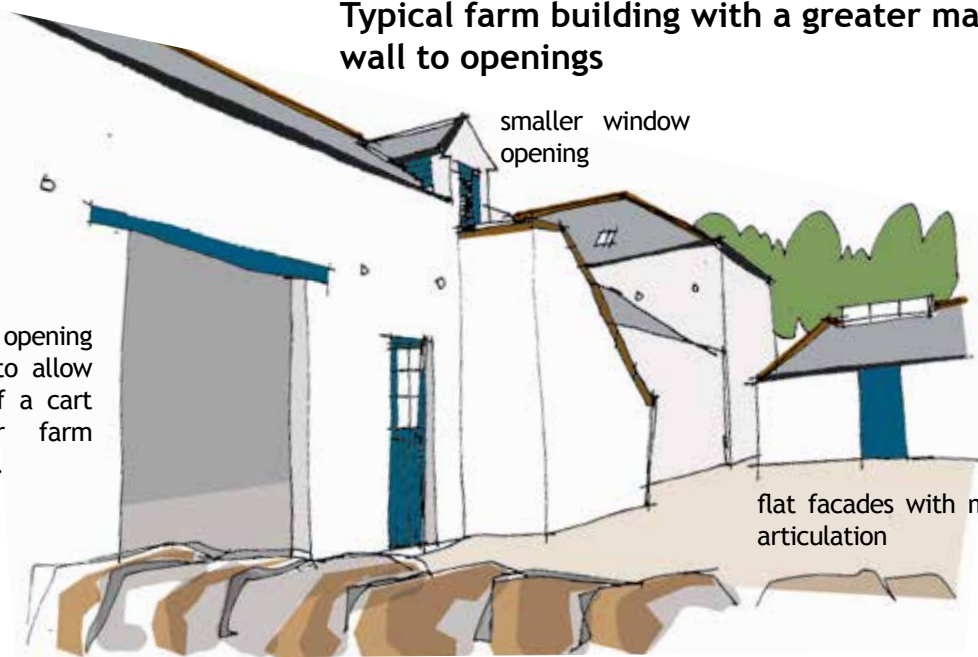 Typical farm building with a greater
wall to openings
smaller window
opening
opening
to allow
a cart
farm
flat facades with
articulation